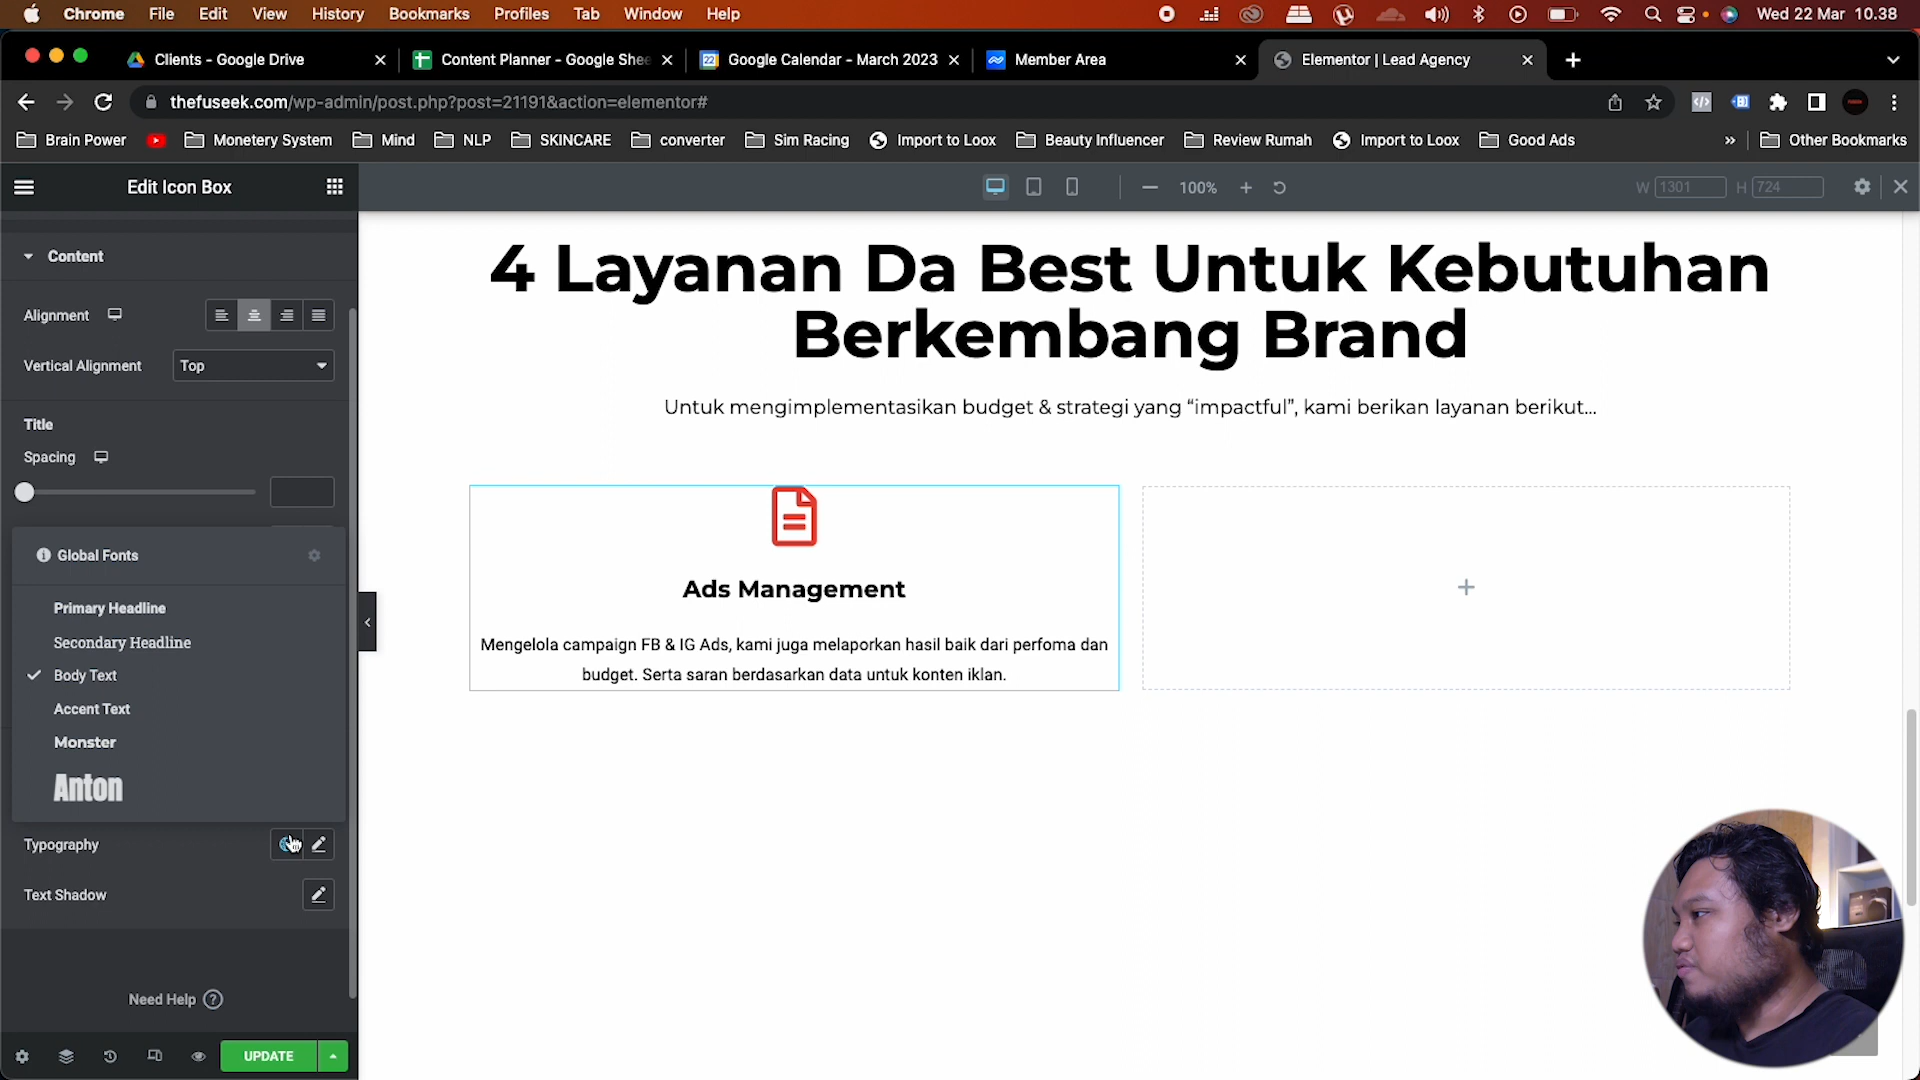 Chrome File Edit View History Bookmarks Profiles Tab Window Help Wed 22 Mar 10.38
Clients - Google Drive Content Planner - Google Shee Google Calendar - March 2023 Member Area Elementor | Lead Agency
thefuseek.com/wp-admin/post.php?post=21191&action=elementor#
Brain Power Monetery System Mind NLP SKINCARE converter Sim Racing Import to Loox Beauty Influencer Review Rumah Import to Loox Good Ads » Other Bookmarks
Edit Icon Box 100% W 1301 H 724
Content
Alignment
Vertical Alignment Top
Title
Spacing
Global Fonts
Primary Headline
Secondary Headline
Body Text
Accent Text
Monster
Anton
Typography
Text Shadow
Need Help ?
UPDATE
4 Layanan Da Best Untuk Kebutuhan
Berkembang Brand
Untuk mengimplementasikan budget & strategi yang “impactful”, kami berikan layanan berikut...
Ads Management
Mengelola campaign FB & IG Ads, kami juga melaporkan hasil baik dari perfoma dan
budget. Serta saran berdasarkan data untuk konten iklan.